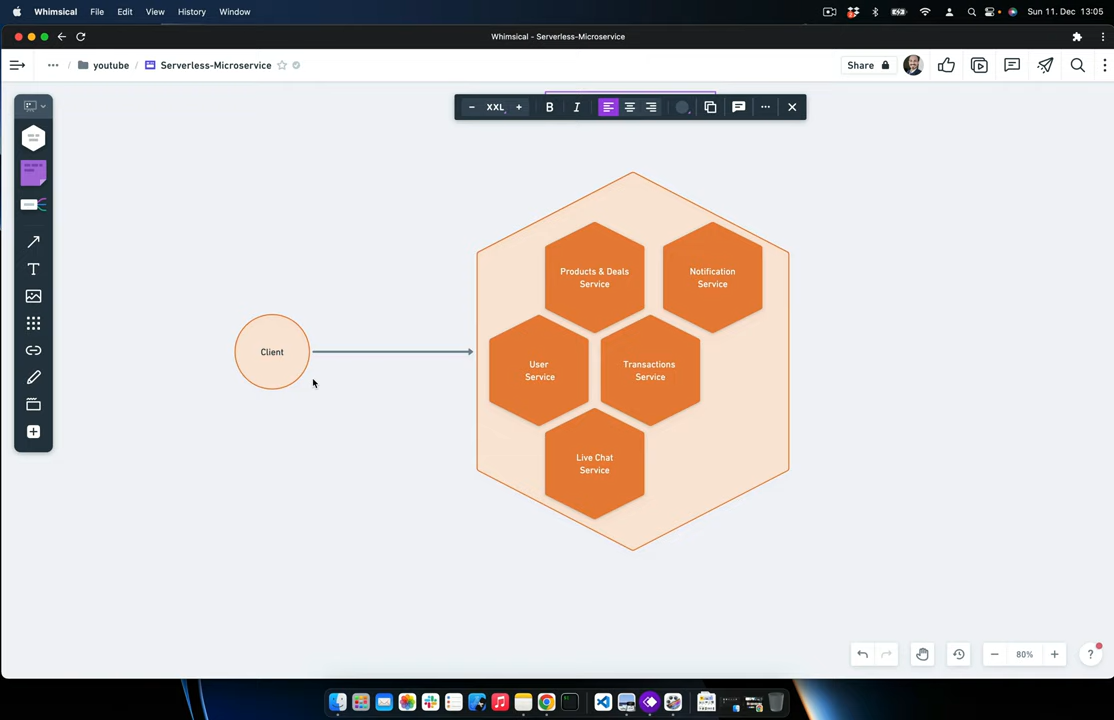 Whimsical File Edit View History Window
Sun 11. Dec 13:05
Whimsical - Serverless-Microservice
... / youtube / Serverless-Microservice
Share
XXL
B I
T
Products & Deals
Service
Notification
Service
Client
User
Service
Transactions
Service
Live Chat
Service
80%
?